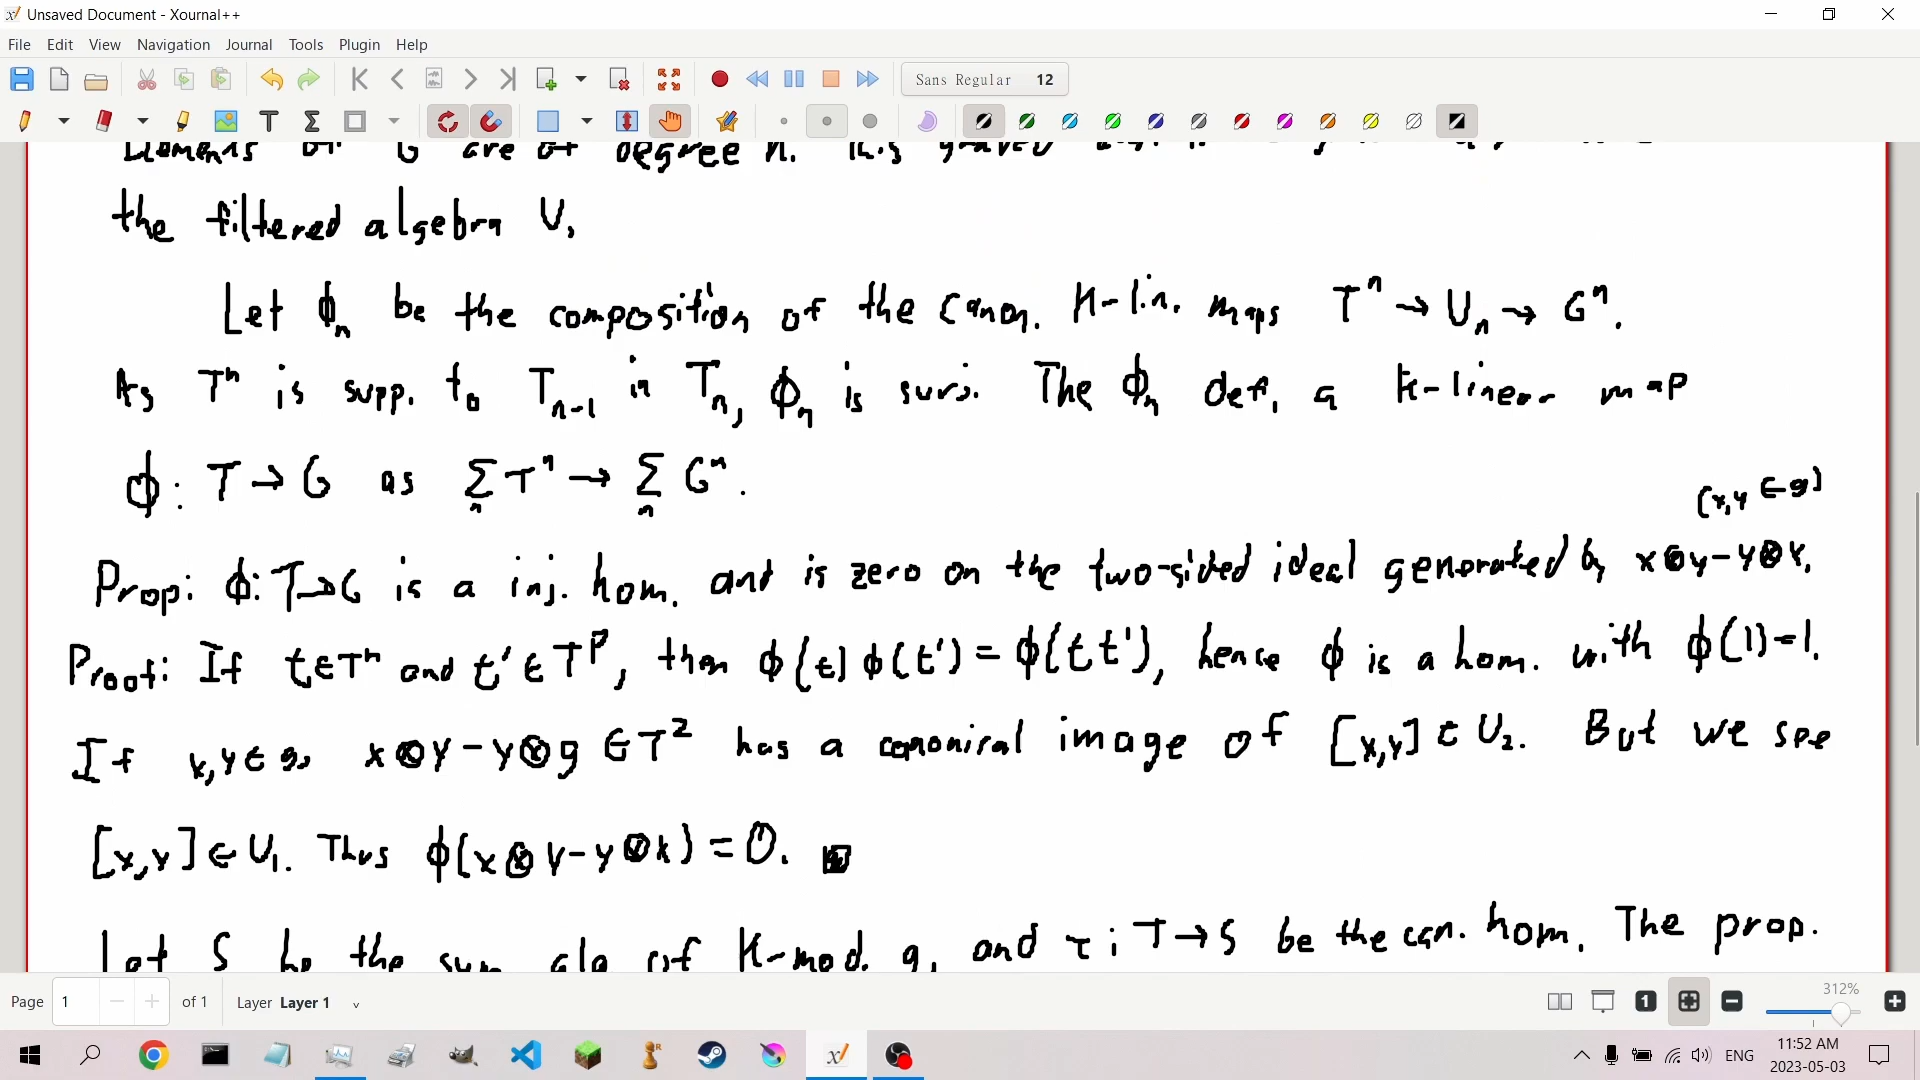 Unsaved Document - Xournal++
File Edit View Navigation Journal Tools Plugin Help
Sans Regular 12
Elements of G are of degree n. This
the filtered algebra U.
Let ϕₙ be the composition of the canon. K-lin. maps Tⁿ → Uₙ → Gⁿ.
As Tⁿ is supp. to Tₙ₋₁ in Tₙ, ϕₙ is surj. The ϕₙ def. a K-linear map
ϕ: T → G as ∑ₙ Tⁿ → ∑ₙ Gⁿ.
(x,y ∈ g)
Prop: ϕ: T→G is a inj. hom. and is zero on the two-sided ideal generated by x⊗y-y⊗x.
Proof: If t∈Tⁿ and t'∈Tᵖ, then ϕ(t)ϕ(t')=ϕ(tt'), hence ϕ is a hom. with ϕ(1)=1.
If x,y∈g, x⊗y-y⊗g ∈T² has a canonical image of [x,y]∈U₂. But we see
[x,y]∈U₁. Thus ϕ(x⊗y-y⊗x)=0.
Let S be the sym alg of K-mod. g, and τ: T→S be the can. hom. The prop.
Page 1 of 1 Layer Layer 1 312%
ENG
11:52 AM
2023-05-03